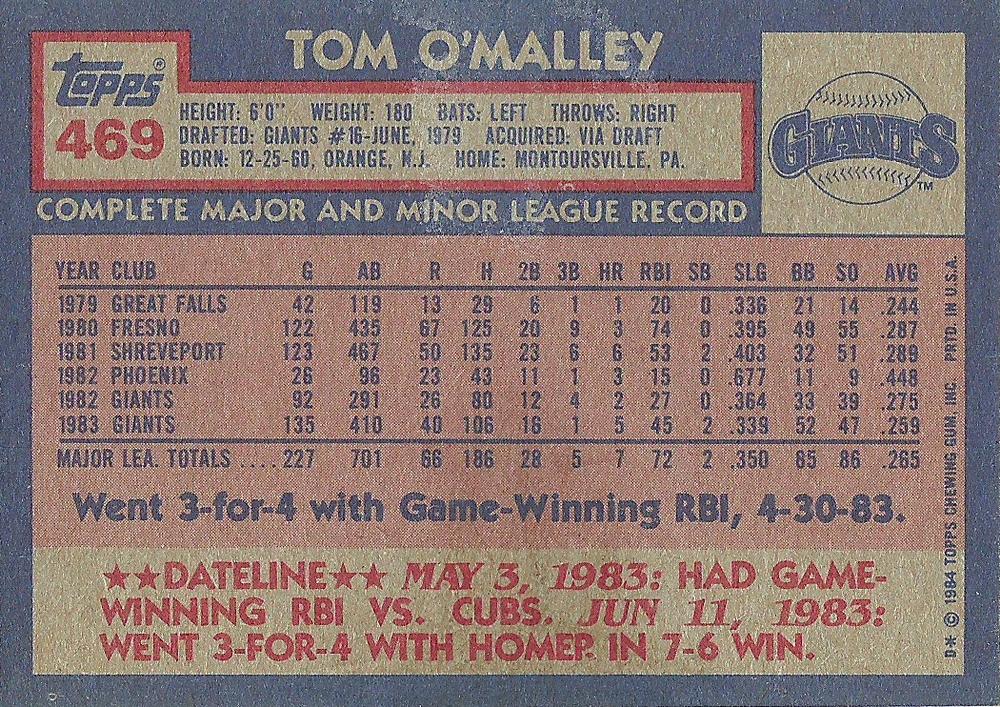 TOM O'MALLEY
Topps®
469
HEIGHT: 6'0" WEIGHT: 180 BATS: LEFT THROWS: RIGHT
DRAFTED: GIANTS #16-JUNE, 1979 ACQUIRED: VIA DRAFT
BORN: 12-25-60, ORANGE, N.J. HOME: MONTOURSVILLE, PA.
GIANTS
TM
COMPLETE MAJOR AND MINOR LEAGUE RECORD
YEAR CLUB G AB R H 2B 3B HR RBI SB SLG BB SO AVG
1979 GREAT FALLS 42 119 13 29 6 1 1 20 0 .336 21 14 .244
1980 FRESNO 122 435 67 125 20 9 3 74 0 .395 49 55 .287
1981 SHREVEPORT 123 467 50 135 23 6 6 53 2 .403 32 51 .289
1982 PHOENIX 26 96 23 43 11 1 3 15 0 .677 11 9 .448
1982 GIANTS 92 291 26 80 12 4 2 27 0 .364 33 39 .275
1983 GIANTS 135 410 40 106 16 1 5 45 2 .339 52 47 .259
MAJOR LEA. TOTALS ....227 701 66 186 28 5 7 72 2 .350 85 86 .265
Went 3-for-4 with Game-Winning RBI, 4-30-83.
★★DATELINE★★ MAY 3, 1983: HAD GAME-
WINNING RBI VS. CUBS. JUN 11, 1983:
WENT 3-FOR-4 WITH HOMER IN 7-6 WIN.
D* © 1984 TOPPS CHEWING GUM, INC. PRTD. IN U.S.A.